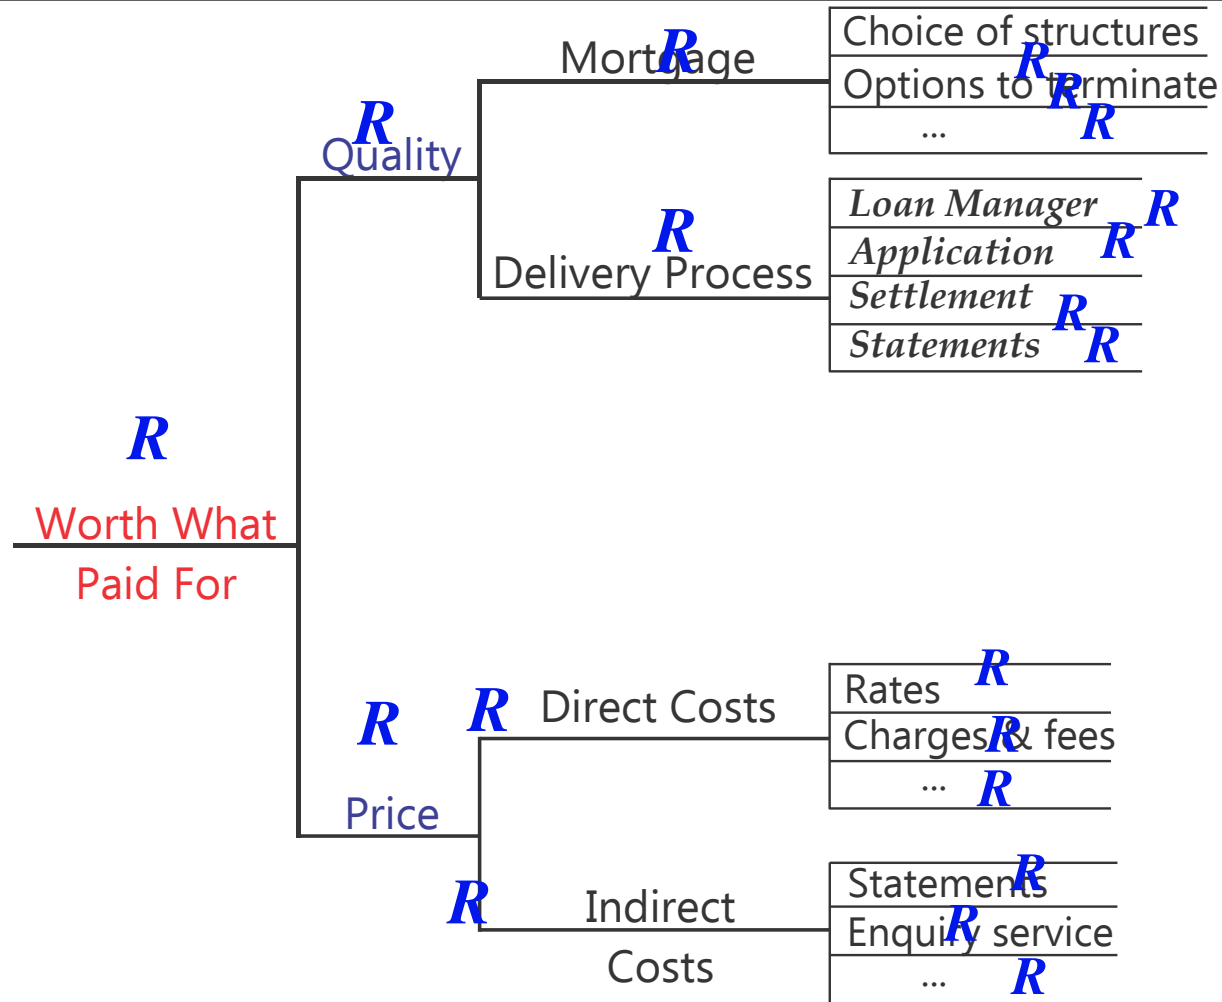 Mortgage
R
Choice of structures
R
Options to terminate
R
...
R
R
Quality
Loan Manager
R
Application
R
R
Delivery Process
Settlement
R
Statements
R
R
Worth What
Paid For
R
Price
R
Direct Costs
Rates
R
Charges & fees
R
...
R
R
Indirect
Costs
Statements
R
Enquiry service
R
...
R